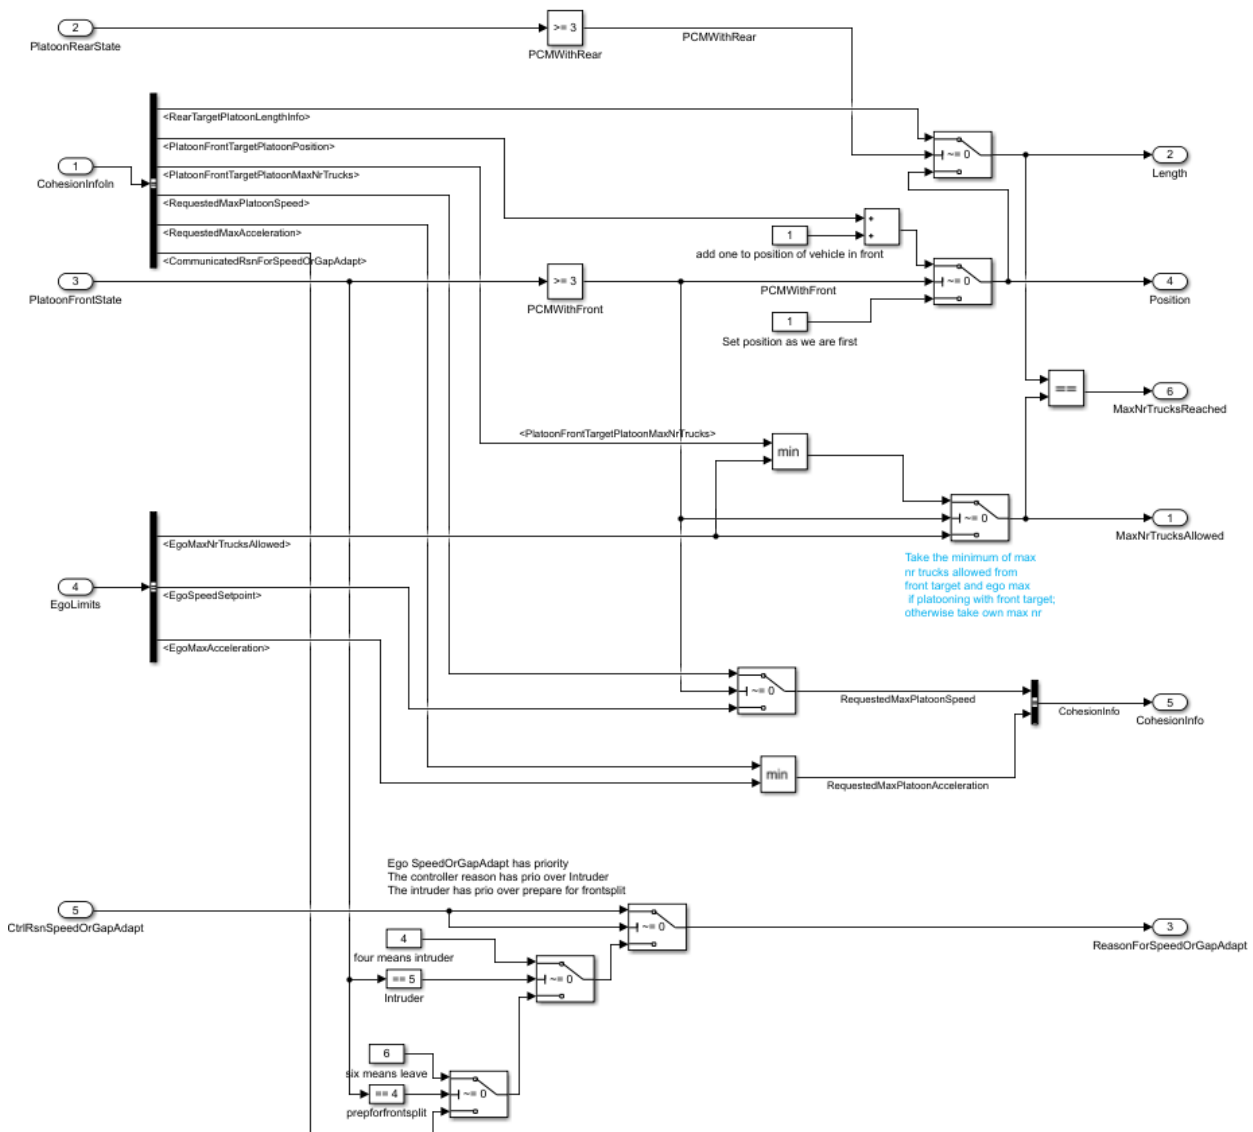 2
PlatoonRearState
>= 3
PCMWithRear
PCMWithRear
<RearTargetPlatoonLengthInfo>
<PlatoonFrontTargetPlatoonPosition>
<PlatoonFrontTargetPlatoonMaxNrTrucks>
<RequestedMaxPlatoonSpeed>
<RequestedMaxAcceleration>
<CommunicatedRsnForSpeedOrGapAdapt>
1
CohesionInfoIn
~= 0
2
Length
+
+
1
add one to position of vehicle in front
3
PlatoonFrontState
>= 3
PCMWithFront
PCMWithFront
~= 0
4
Position
1
Set position as we are first
==
6
MaxNrTrucksReached
<PlatoonFrontTargetPlatoonMaxNrTrucks>
min
~= 0
1
MaxNrTrucksAllowed
Take the minimum of max
nr trucks allowed from
front target and ego max
if platooning with front target;
otherwise take own max nr
<EgoMaxNrTrucksAllowed>
4
EgoLimits
<EgoSpeedSetpoint>
<EgoMaxAcceleration>
~= 0
RequestedMaxPlatoonSpeed
CohesionInfo
5
CohesionInfo
min
RequestedMaxPlatoonAcceleration
Ego SpeedOrGapAdapt has priority
The controller reason has prio over Intruder
The intruder has prio over prepare for frontsplit
5
CtrlRsnSpeedOrGapAdapt
~= 0
3
ReasonForSpeedOrGapAdapt
4
four means intruder
== 5
Intruder
~= 0
6
six means leave
== 4
prepforfrontsplit
~= 0